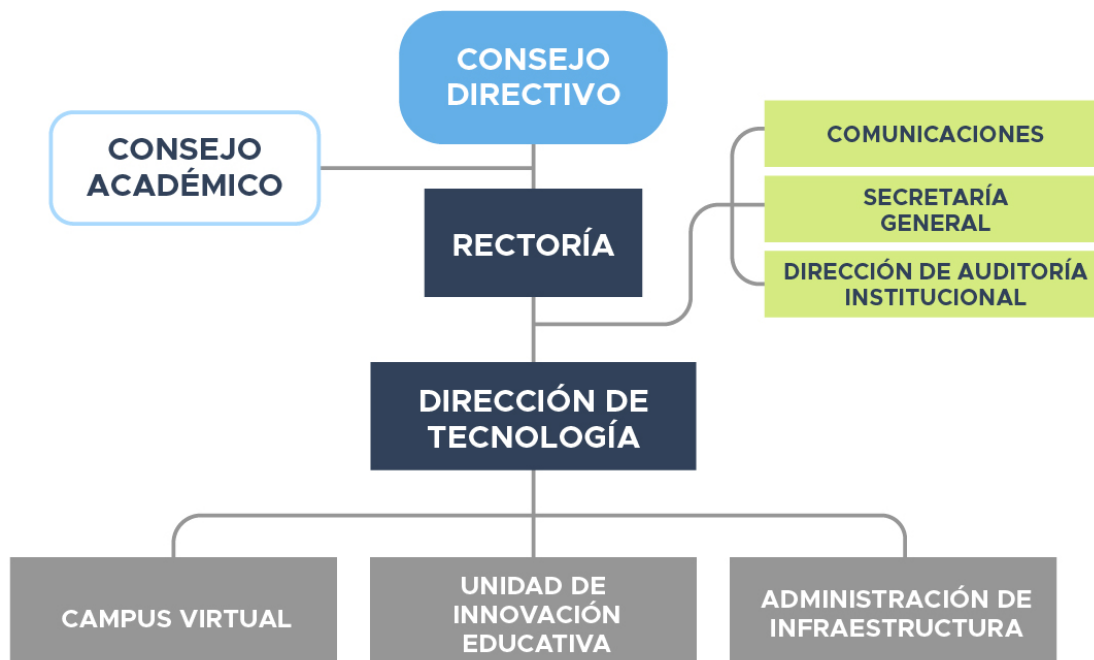 CONSEJO
DIRECTIVO
CONSEJO
ACADÉMICO
COMUNICACIONES
SECRETARÍA
GENERAL
RECTORÍA
DIRECCIÓN DE AUDITORÍA
INSTITUCIONAL
DIRECCIÓN DE
TECNOLOGÍA
CAMPUS VIRTUAL
UNIDAD DE
INNOVACIÓN
EDUCATIVA
ADMINISTRACIÓN DE
INFRAESTRUCTURA